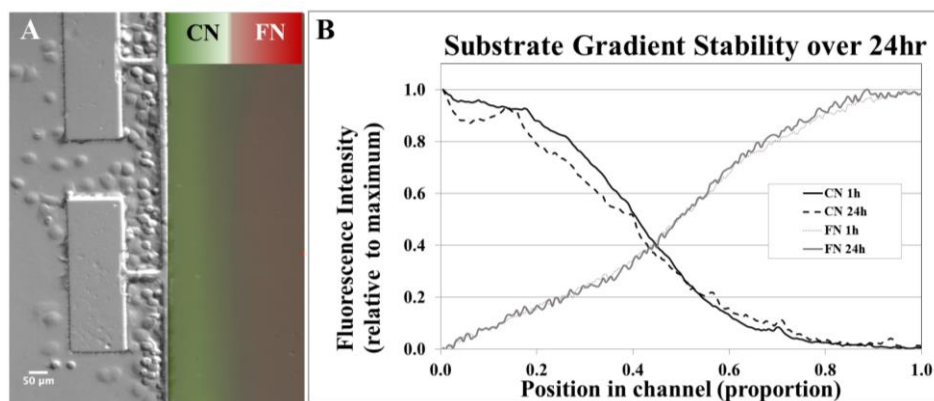 A
CN FN
50 µm
B
Substrate Gradient Stability over 24hr
Fluorescence Intensity
(relative to maximum)
1.0
0.8
0.6
0.4
0.2
0.0
CN 1h
CN 24h
FN 1h
FN 24h
0.0 0.2 0.4 0.6 0.8 1.0
Position in channel (proportion)